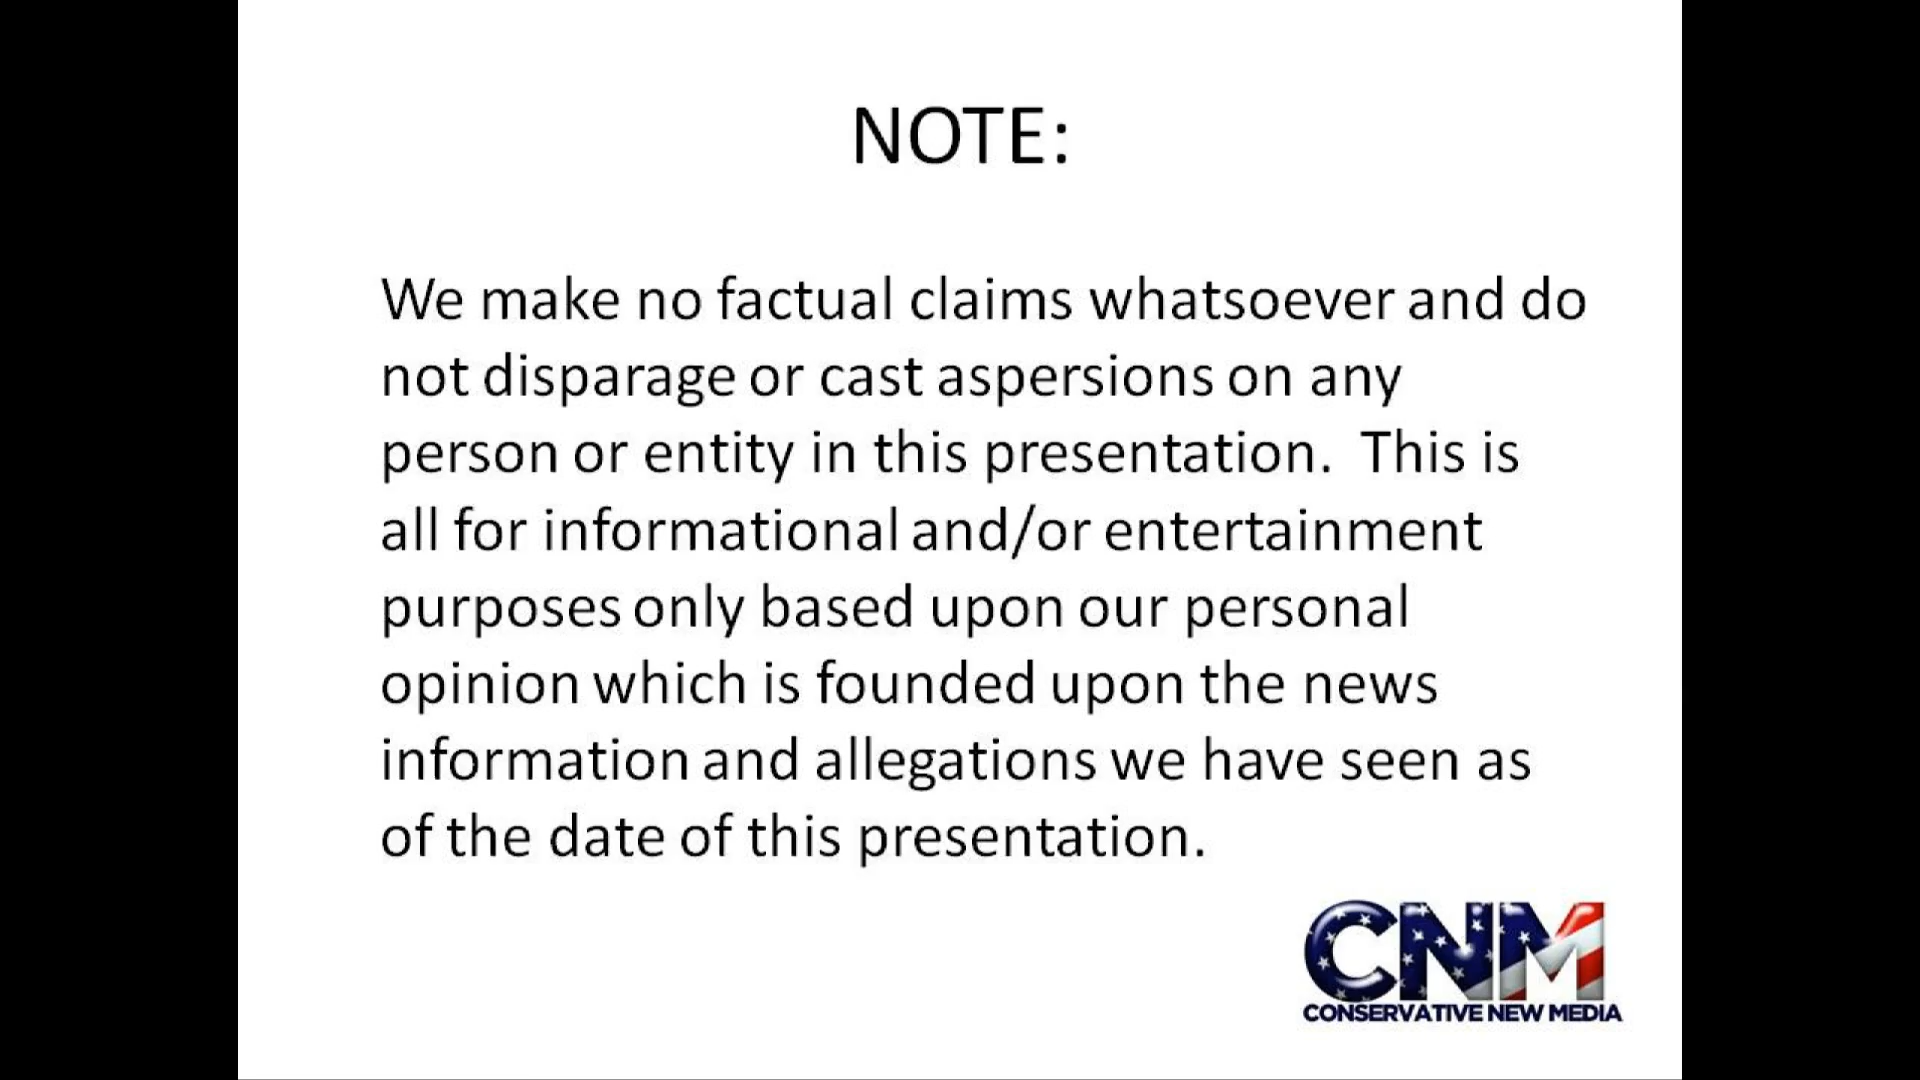 NOTE:
We make no factual claims whatsoever and do
not disparage or cast aspersions on any
person or entity in this presentation.  This is
all for informational and/or entertainment
purposes only based upon our personal
opinion which is founded upon the news
information and allegations we have seen as
of the date of this presentation.
CNM
CONSERVATIVE NEW MEDIA